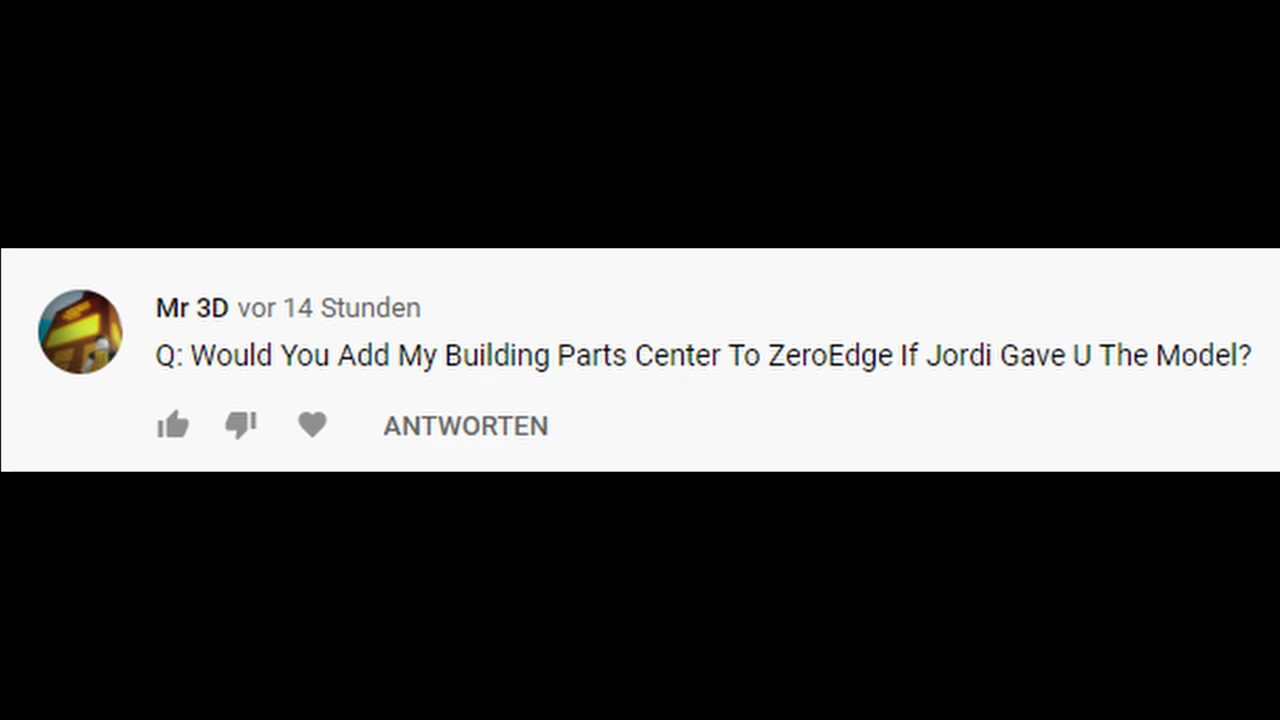 Mr 3D vor 14 Stunden
Q: Would You Add My Building Parts Center To ZeroEdge If Jordi Gave U The Model?
ANTWORTEN